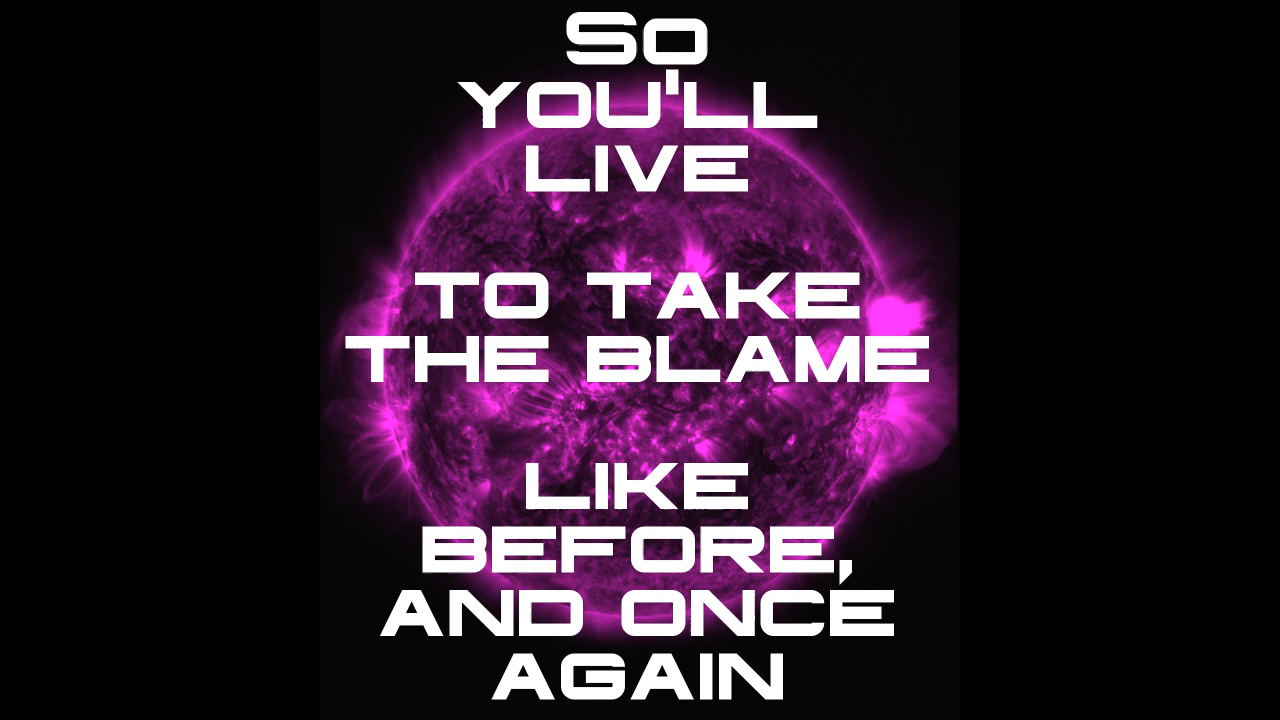 So
YOU'LL
LIVE
TO TAKE
THE BLAME
LIKE
BEFORE,
AND ONCE
AGAIN